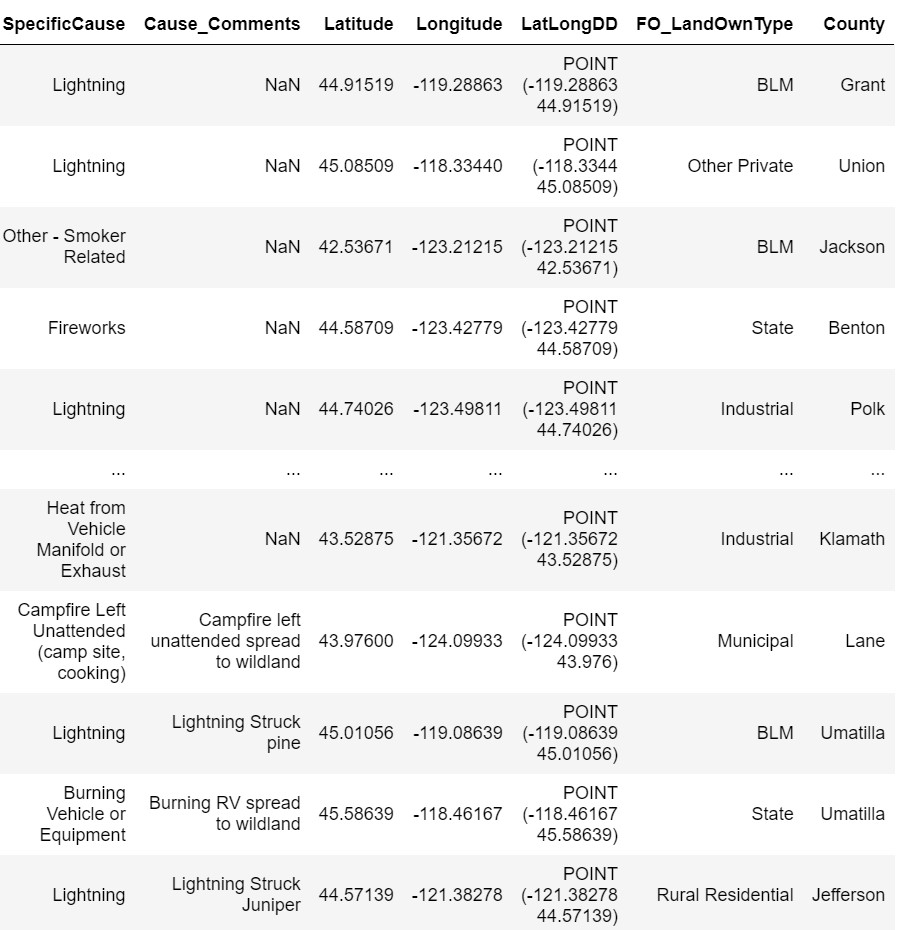 SpecificCause Cause_Comments Latitude Longitude LatLongDD FO_LandOwnType County
POINT
Lightning NaN 44.91519 -119.28863 (-119.28863 BLM Grant
44.91519)
POINT
Lightning NaN 45.08509 -118.33440 (-118.3344 Other Private Union
45.08509)
POINT
Other - Smoker
Related NaN 42.53671 -123.21215 (-123.21215 BLM Jackson
42.53671)
POINT
Fireworks NaN 44.58709 -123.42779 (-123.42779 State Benton
44.58709)
POINT
Lightning NaN 44.74026 -123.49811 (-123.49811 Industrial Polk
44.74026)
... ... ... ... ... ... ...
Heat from
Vehicle
Manifold or
Exhaust
NaN 43.52875 -121.35672
POINT
(-121.35672
43.52875)
Industrial Klamath
Campfire Left
Unattended
(camp site,
cooking)
Campfire left
unattended spread
to wildland
43.97600 -124.09933
POINT
(-124.09933
43.976)
Municipal Lane
Lightning
Lightning Struck
pine
45.01056 -119.08639
POINT
(-119.08639
45.01056)
BLM Umatilla
Burning
Vehicle or
Equipment
Burning RV spread
to wildland
45.58639 -118.46167
POINT
(-118.46167
45.58639)
State Umatilla
Lightning
Lightning Struck
Juniper
44.57139 -121.38278
POINT
(-121.38278
44.57139)
Rural Residential Jefferson